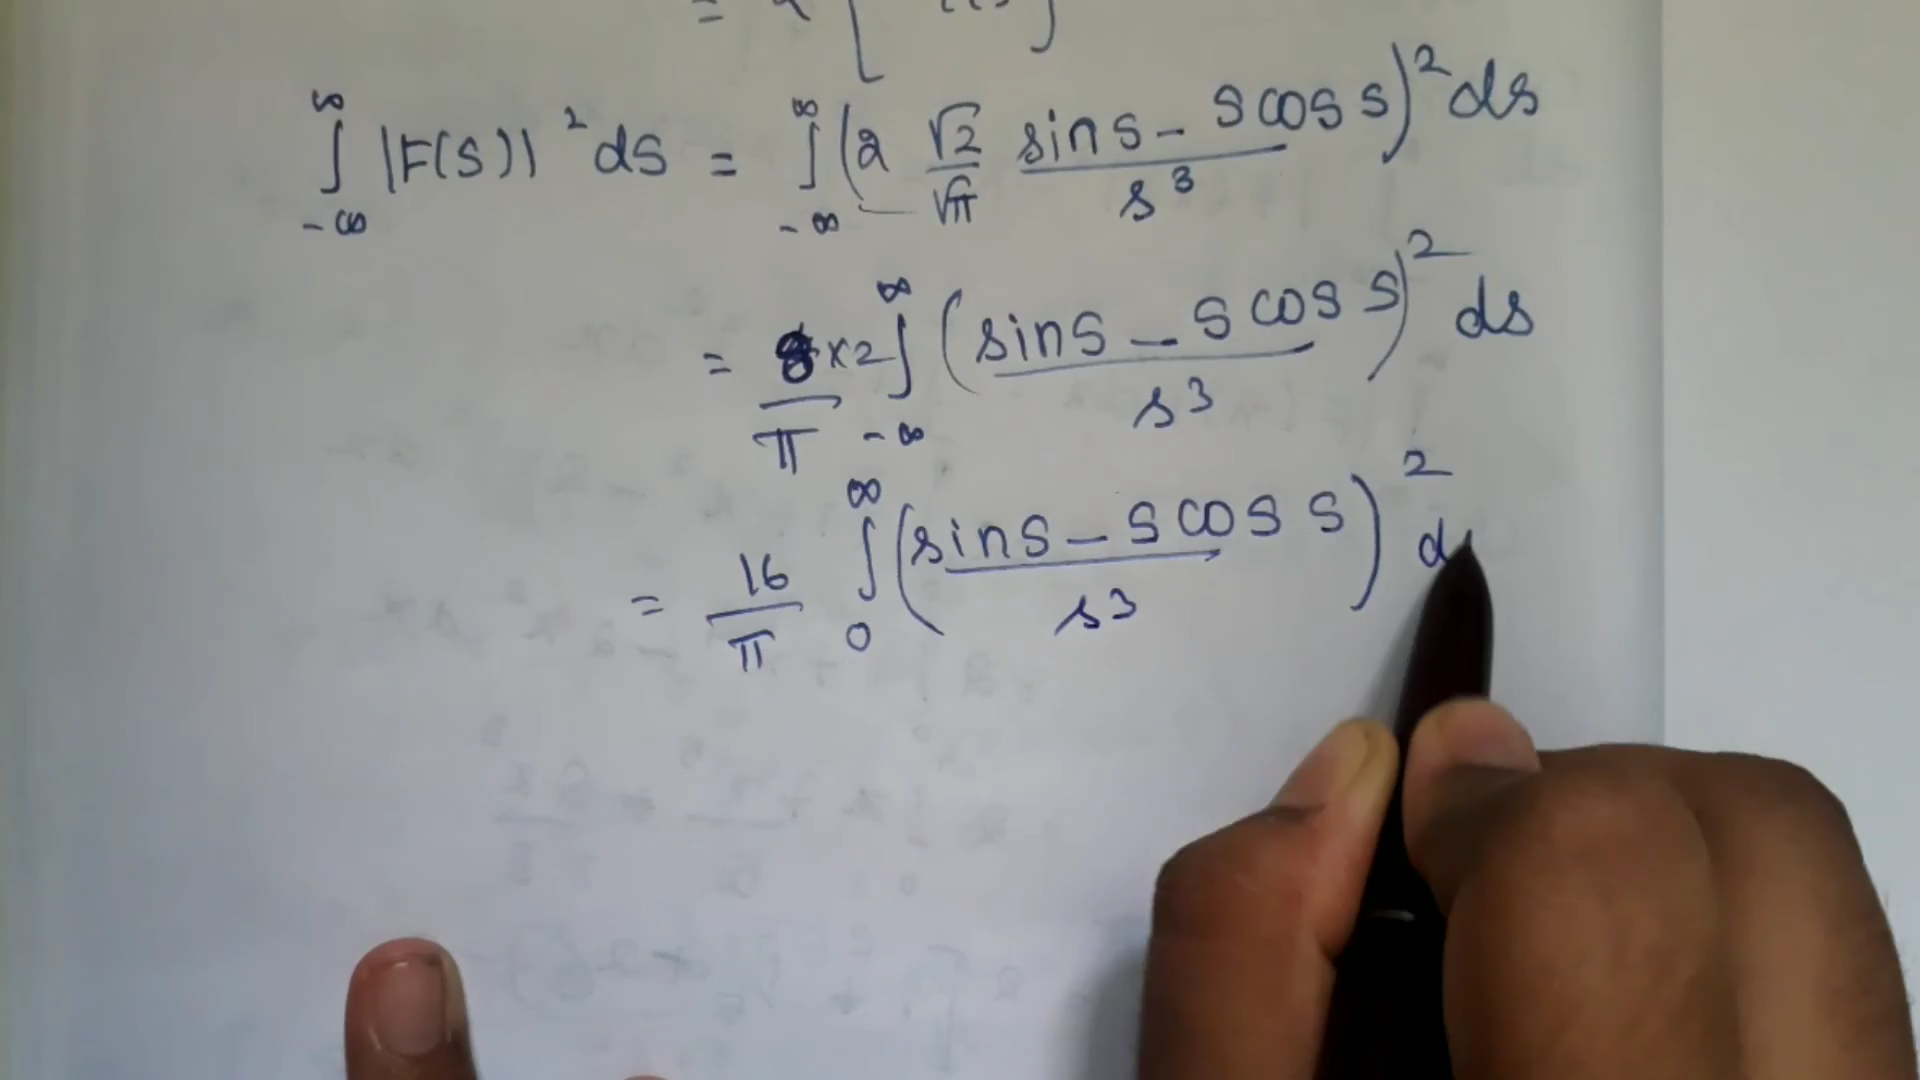 ∫_{-∞}^{∞} |F(s)|² ds = ∫_{-∞}^{∞} (2 √2/√π (sin s - s cos s)/s³)² ds
= 8×2/π ∫_{-∞}^{∞} ((sin s - s cos s)/s³)² ds
= 16/π ∫_{0}^{∞} ((sin s - s cos s)/s³)² d